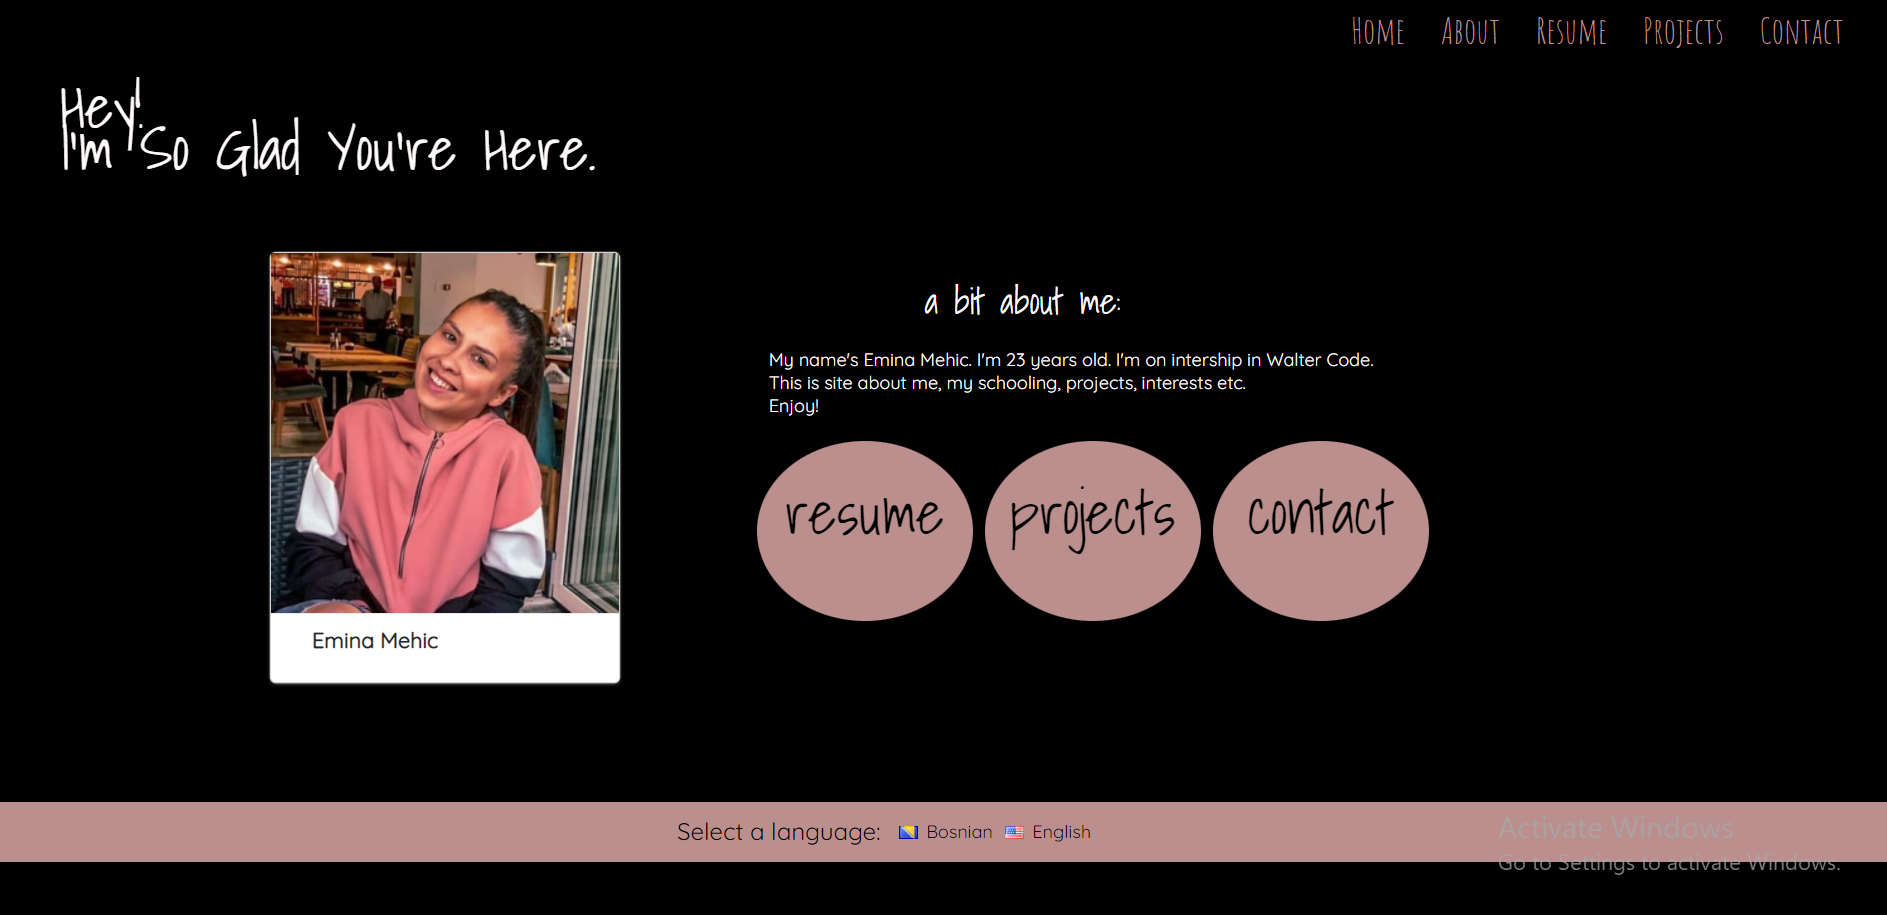 Home About Resume Projects Contact
Hey!
I'm So Glad You're Here.
a bit about me:
My name's Emina Mehic. I'm 23 years old. I'm on intership in Walter Code.
This is site about me, my schooling, projects, interests etc.
Enjoy!
resume projects contact
Emina Mehic
Select a language: Bosnian English
Activate Windows
Go to Settings to activate Windows.